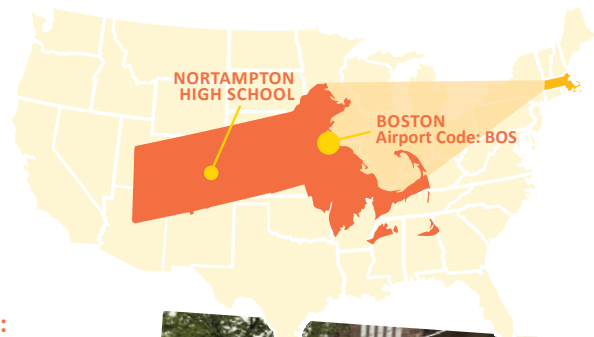 NORTAMPTON
HIGH SCHOOL
BOSTON
Airport Code: BOS
: